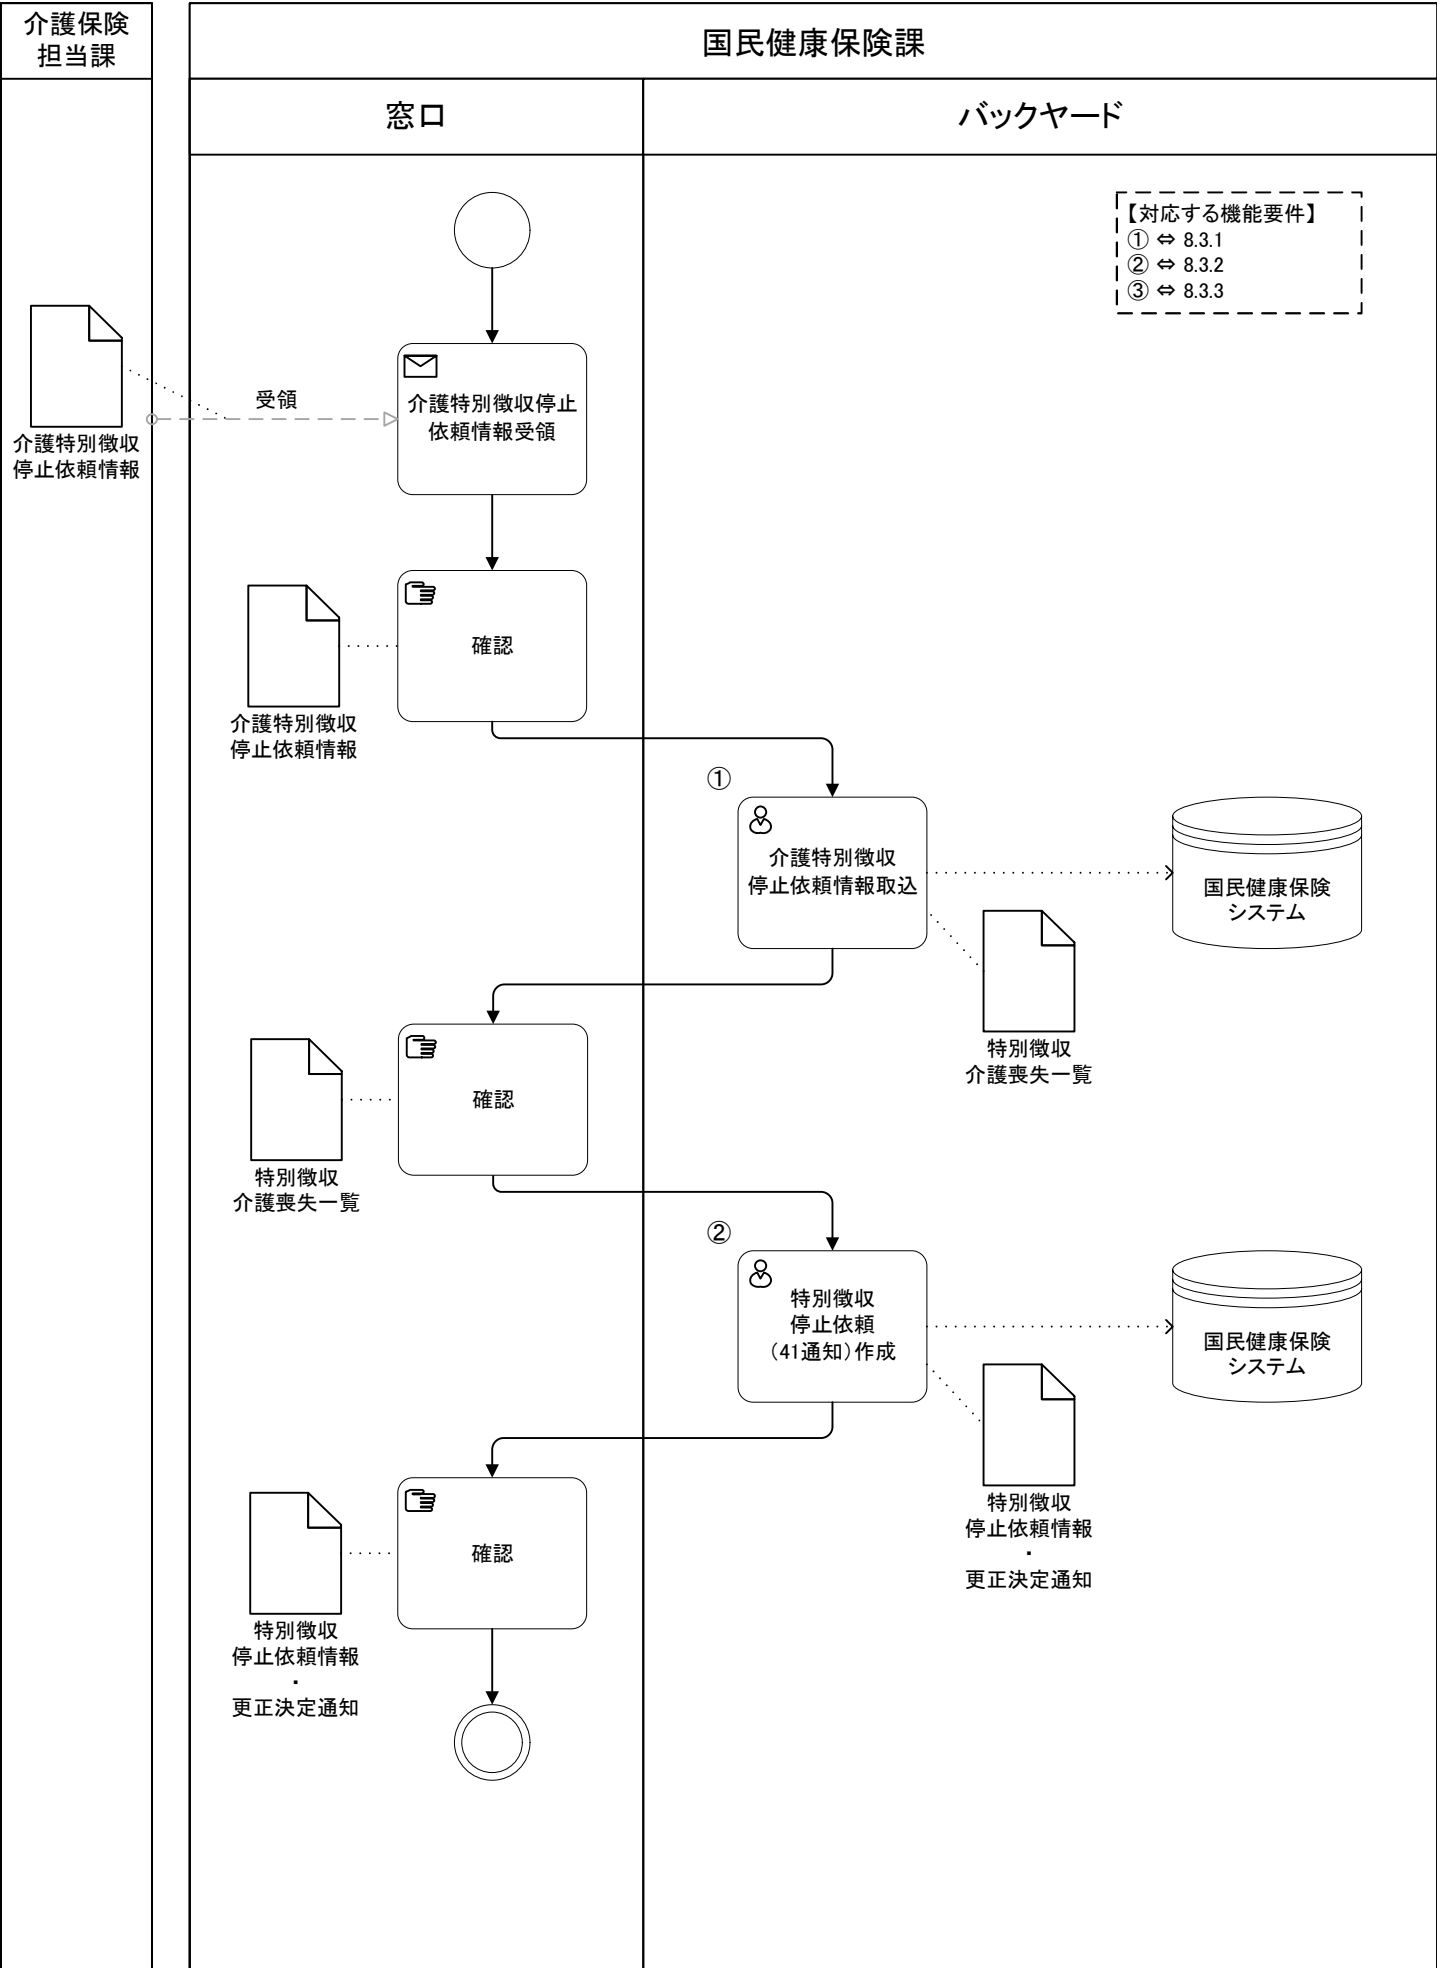 介護保険
担当課
国民健康保険課
窓口
バックヤード
【対応する機能要件】
① ⇔ 8.3.1
② ⇔ 8.3.2
③ ⇔ 8.3.3
介護特別徴収
停止依頼情報
受領
介護特別徴収停止
依頼情報受領
確認
介護特別徴収
停止依頼情報
①
介護特別徴収
停止依頼情報取込
国民健康保険
システム
特別徴収
介護喪失一覧
確認
特別徴収
介護喪失一覧
②
特別徴収
停止依頼
（41通知）作成
国民健康保険
システム
特別徴収
停止依頼情報
・
更正決定通知
確認
特別徴収
停止依頼情報
・
更正決定通知